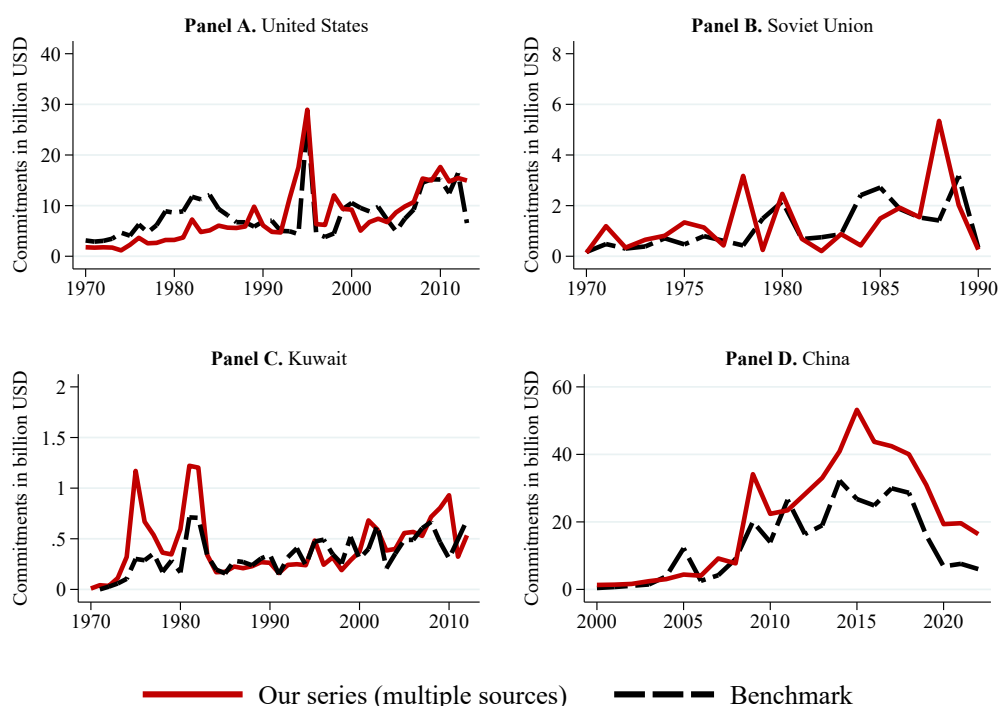 Panel A. United States
Commitments in billion USD
40
30
20
10
0
1970 1980 1990 2000 2010
Panel B. Soviet Union
Commitments in billion USD
8
6
4
2
0
1970 1975 1980 1985 1990
Panel C. Kuwait
Commitments in billion USD
2
1.5
1
.5
0
1970 1980 1990 2000 2010
Panel D. China
Commitments in billion USD
60
40
20
0
2000 2005 2010 2015 2020
Our series (multiple sources) Benchmark